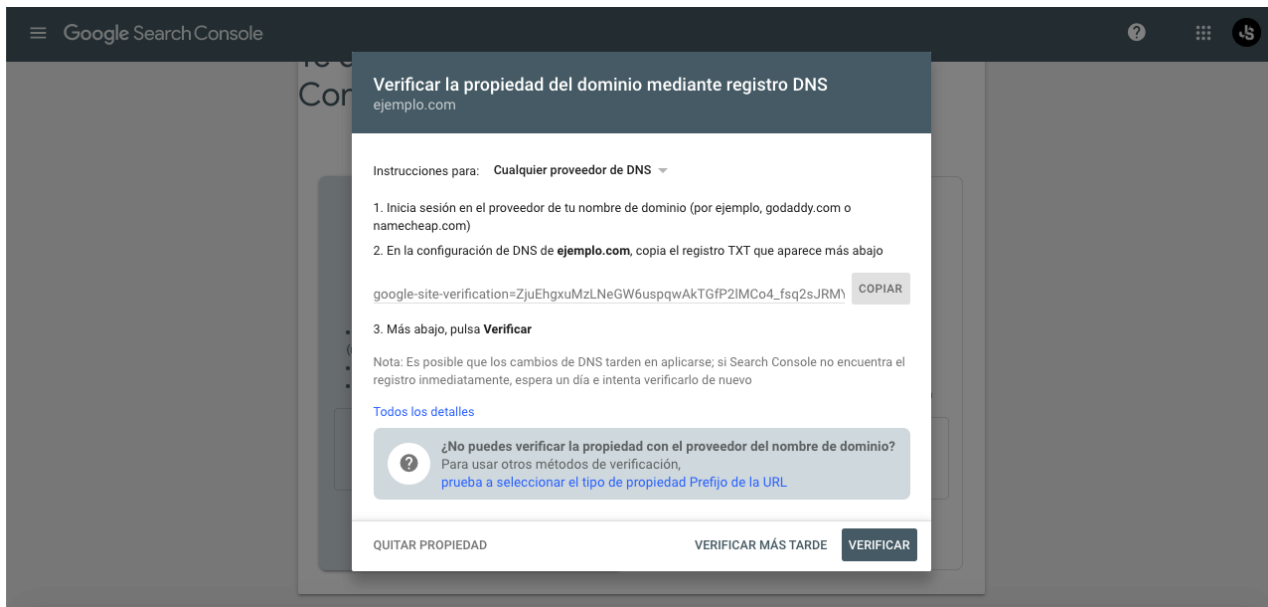 Google Search Console
Cor
Verificar la propiedad del dominio mediante registro DNS
ejemplo.com
Instrucciones para: Cualquier proveedor de DNS
1. Inicia sesión en el proveedor de tu nombre de dominio (por ejemplo, godaddy.com o
namecheap.com)
2. En la configuración de DNS de ejemplo.com, copia el registro TXT que aparece más abajo
google-site-verification=ZjuEhgxuMzLNeGW6uspqwAkTGfP2lMCo4_fsq2sJRMY
COPIAR
3. Más abajo, pulsa Verificar
Nota: Es posible que los cambios de DNS tarden en aplicarse; si Search Console no encuentra el
registro inmediatamente, espera un día e intenta verificarlo de nuevo
Todos los detalles
¿No puedes verificar la propiedad con el proveedor del nombre de dominio?
Para usar otros métodos de verificación,
prueba a seleccionar el tipo de propiedad Prefijo de la URL
QUITAR PROPIEDAD
VERIFICAR MÁS TARDE
VERIFICAR